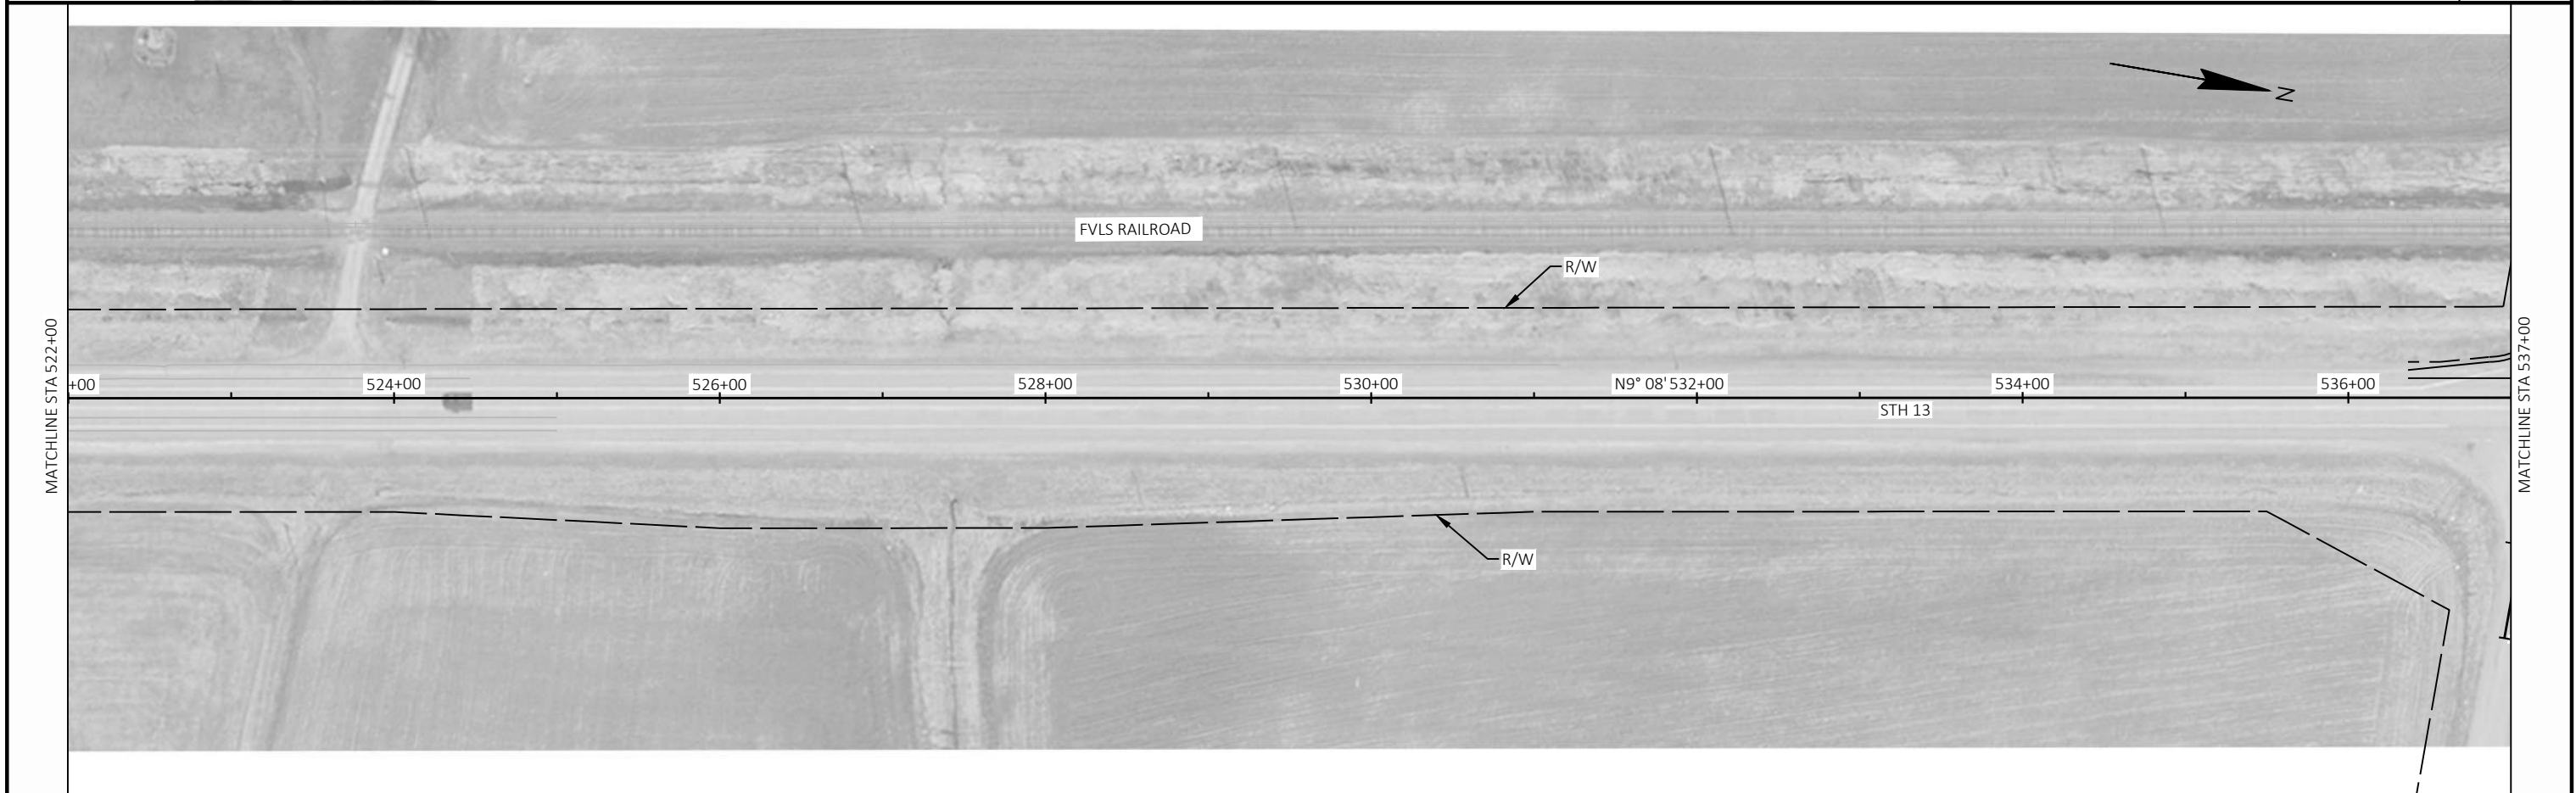 N
FVLS RAILROAD
R/W
MATCHLINE STA 522+00
MATCHLINE STA 537+00
+00
524+00
526+00
528+00
530+00
N9° 08' 532+00
534+00
536+00
STH 13
R/W